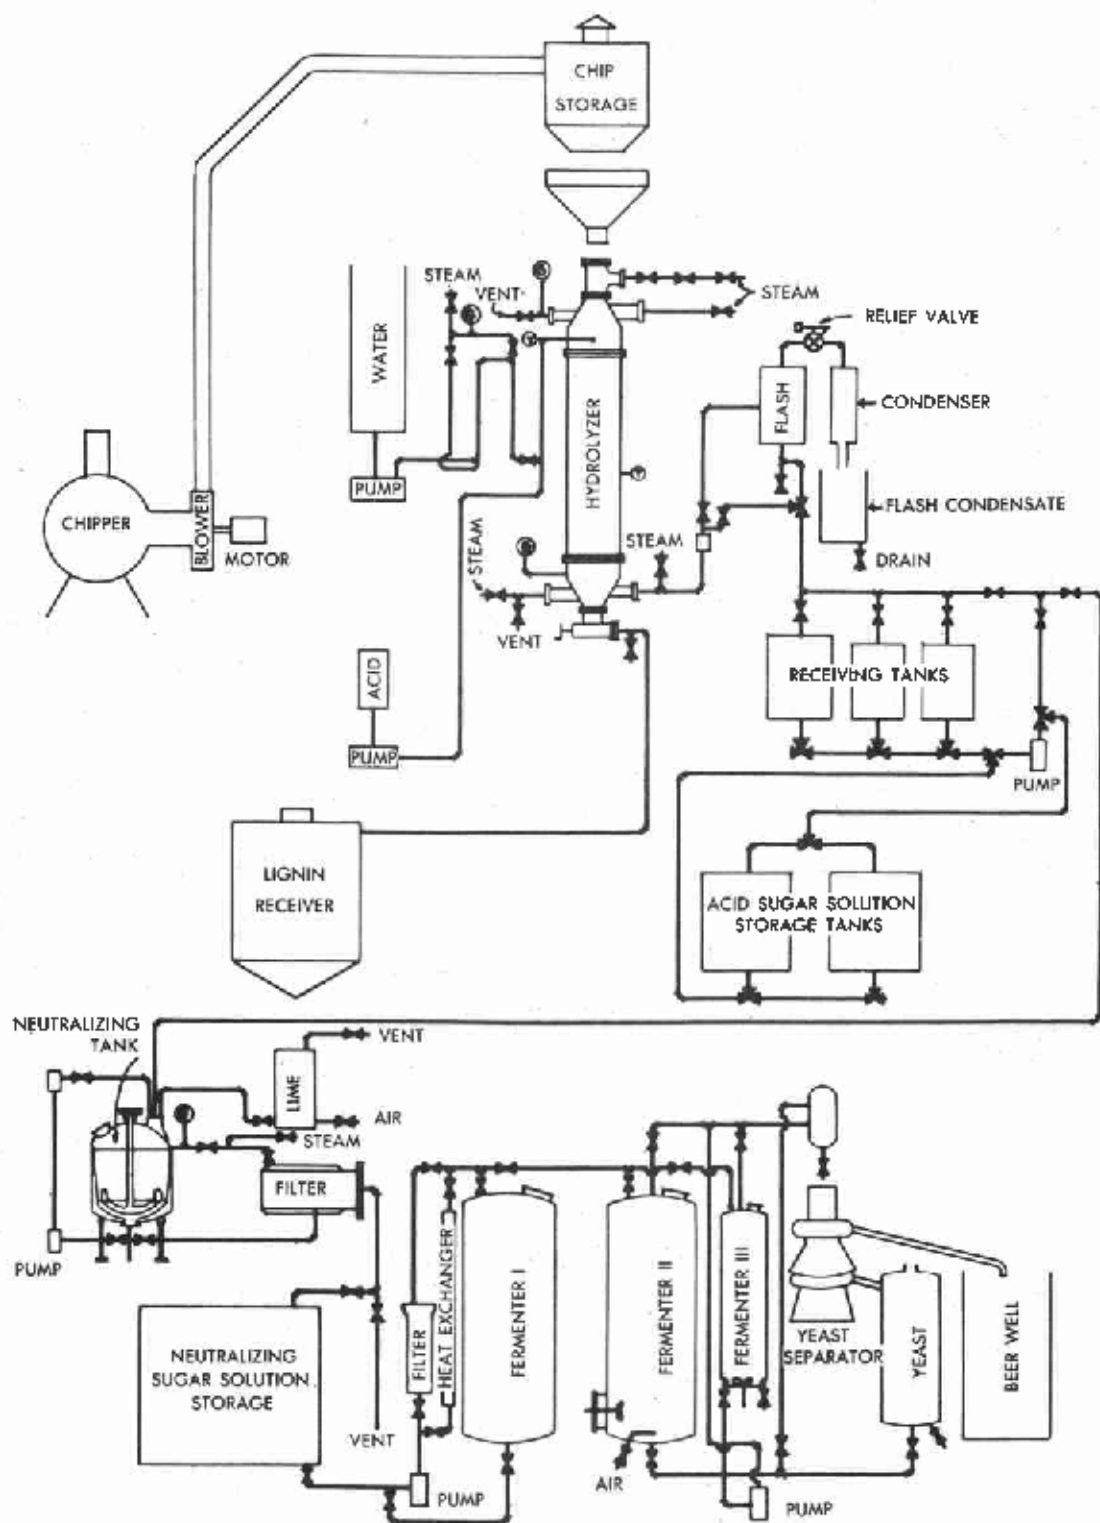 CHIP
STORAGE
STEAM
VENT
STEAM
RELIEF VALVE
WATER
FLASH
CONDENSER
HYDROLYZER
PUMP
FLASH CONDENSATE
CHIPPER
BLOWER
MOTOR
STEAM
STEAM
DRAIN
VENT
ACID
RECEIVING TANKS
PUMP
PUMP
LIGNIN
RECEIVER
ACID SUGAR SOLUTION
STORAGE TANKS
NEUTRALIZING
TANK
VENT
LIME
AIR
STEAM
FILTER
PUMP
NEUTRALIZING
SUGAR SOLUTION
STORAGE
VENT
FILTER
HEAT EXCHANGER
FERMENTER I
FERMENTER II
FERMENTER III
YEAST
SEPARATOR
YEAST
BEER WELL
AIR
PUMP
PUMP